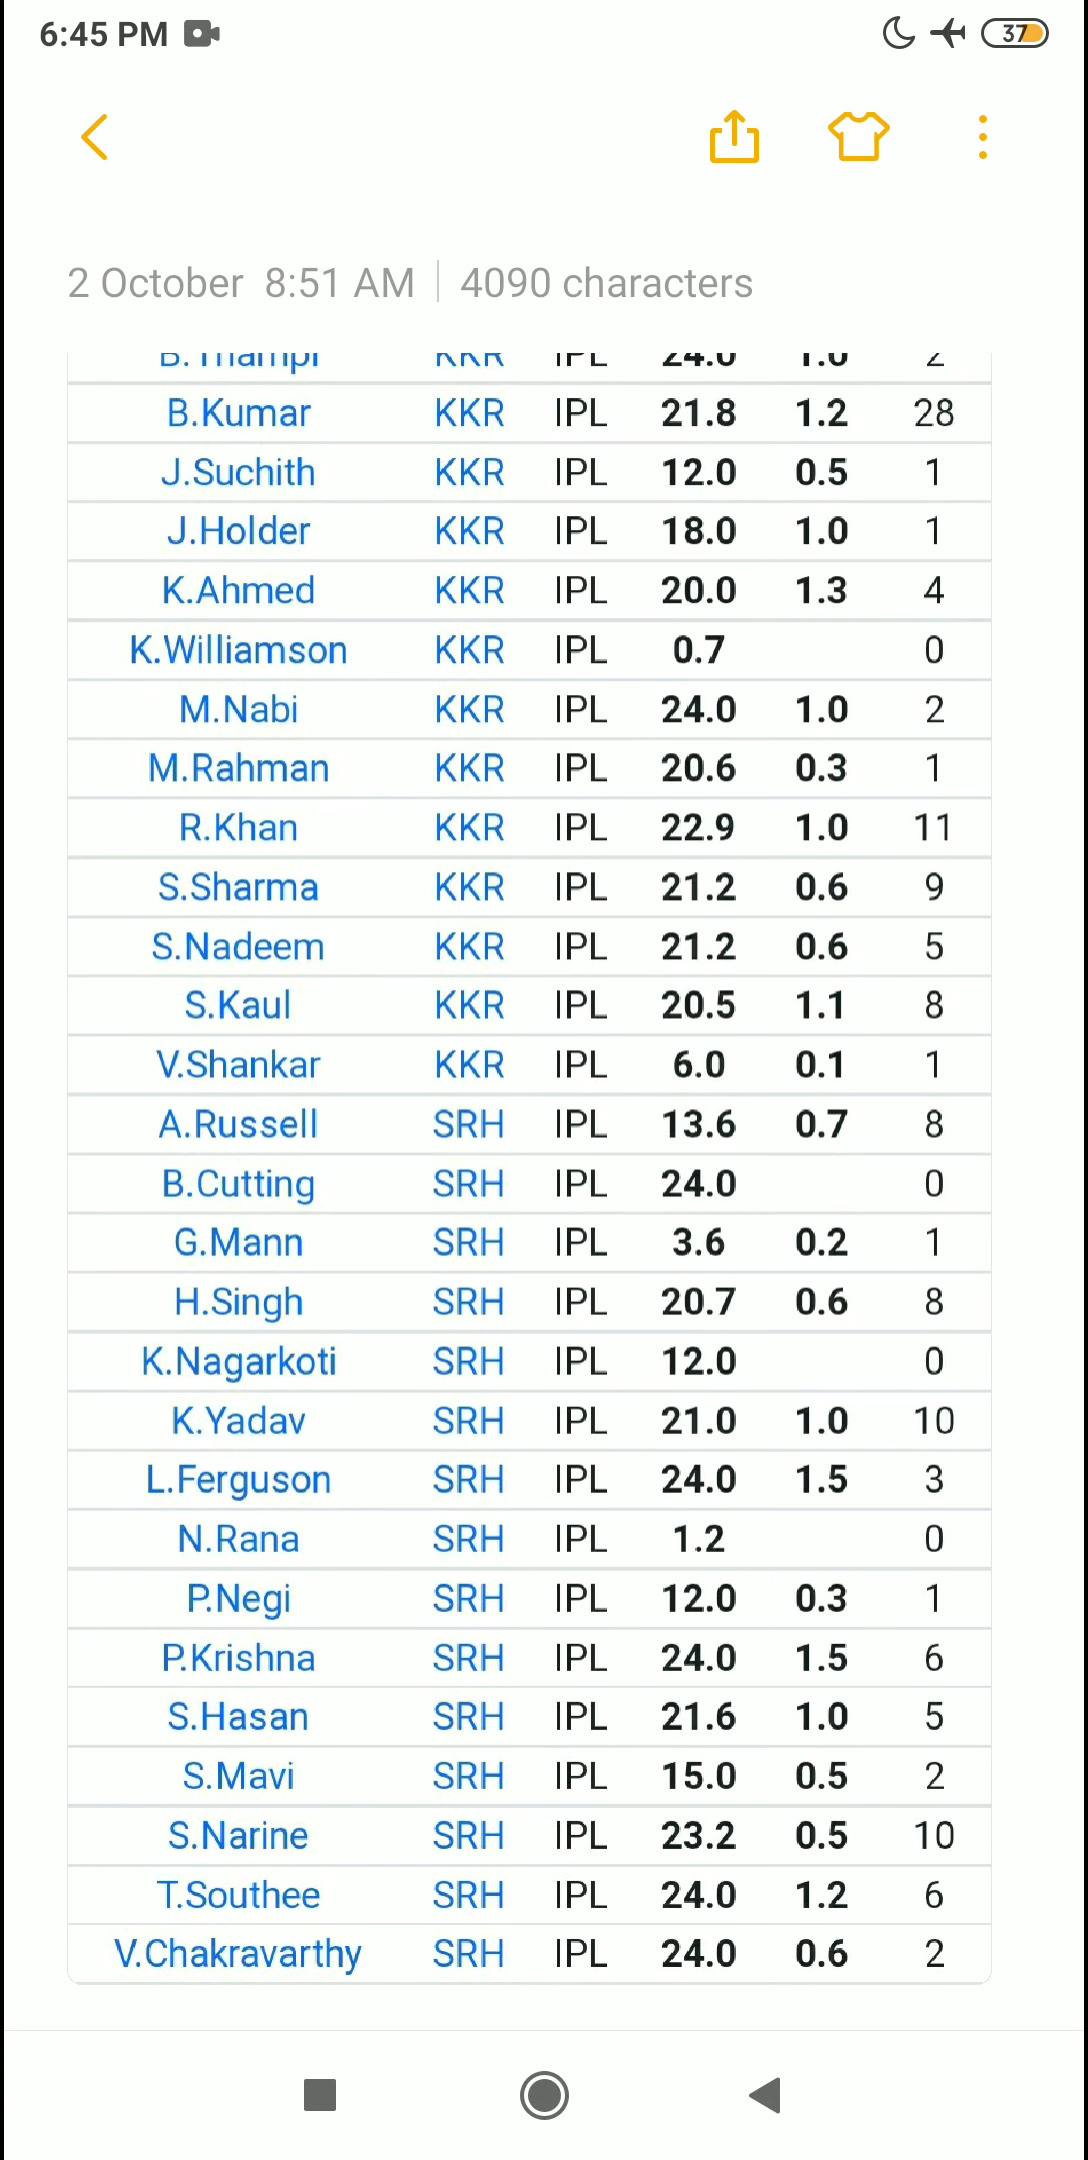 6:45 PM 37
2 October 8:51 AM | 4090 characters
B.Thampi KKR IPL 24.0 1.0 2
B.Kumar KKR IPL 21.8 1.2 28
J.Suchith KKR IPL 12.0 0.5 1
J.Holder KKR IPL 18.0 1.0 1
K.Ahmed KKR IPL 20.0 1.3 4
K.Williamson KKR IPL 0.7 0
M.Nabi KKR IPL 24.0 1.0 2
M.Rahman KKR IPL 20.6 0.3 1
R.Khan KKR IPL 22.9 1.0 11
S.Sharma KKR IPL 21.2 0.6 9
S.Nadeem KKR IPL 21.2 0.6 5
S.Kaul KKR IPL 20.5 1.1 8
V.Shankar KKR IPL 6.0 0.1 1
A.Russell SRH IPL 13.6 0.7 8
B.Cutting SRH IPL 24.0 0
G.Mann SRH IPL 3.6 0.2 1
H.Singh SRH IPL 20.7 0.6 8
K.Nagarkoti SRH IPL 12.0 0
K.Yadav SRH IPL 21.0 1.0 10
L.Ferguson SRH IPL 24.0 1.5 3
N.Rana SRH IPL 1.2 0
P.Negi SRH IPL 12.0 0.3 1
P.Krishna SRH IPL 24.0 1.5 6
S.Hasan SRH IPL 21.6 1.0 5
S.Mavi SRH IPL 15.0 0.5 2
S.Narine SRH IPL 23.2 0.5 10
T.Southee SRH IPL 24.0 1.2 6
V.Chakravarthy SRH IPL 24.0 0.6 2